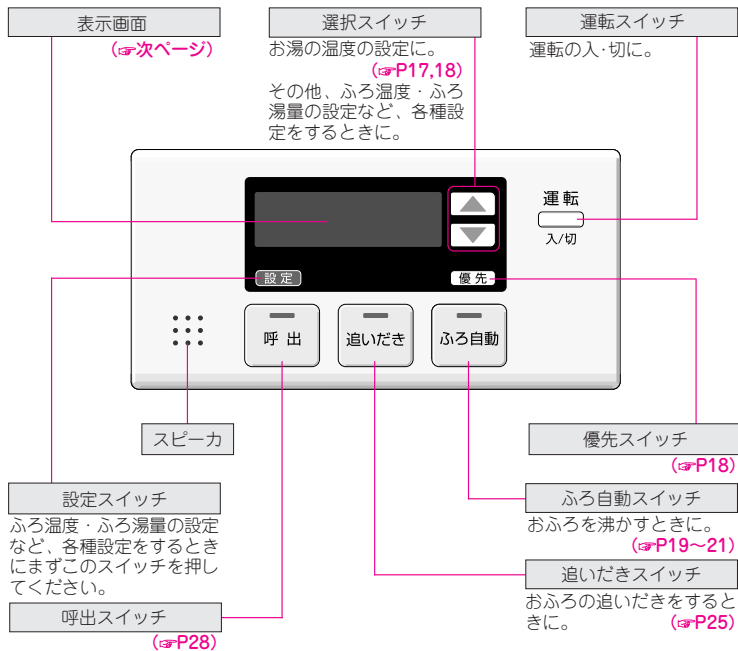 表示画面
(☞次ページ)
選択スイッチ
お湯の温度の設定に。
(☞P17,18)
その他、ふろ温度・ふろ
湯量の設定など、各種設
定をするときに。
運転スイッチ
運転の入・切に。
運転
入/切
設定
優先
呼出
追いだき
ふろ自動
スピーカ
設定スイッチ
ふろ温度・ふろ湯量の設定
など、各種設定をするとき
にまずこのスイッチを押し
てください。
呼出スイッチ
(☞P28)
優先スイッチ
(☞P18)
ふろ自動スイッチ
おふろを沸かすときに。
(☞P19～21)
追いだきスイッチ
おふろの追いだきをすると
きに。 (☞P25)